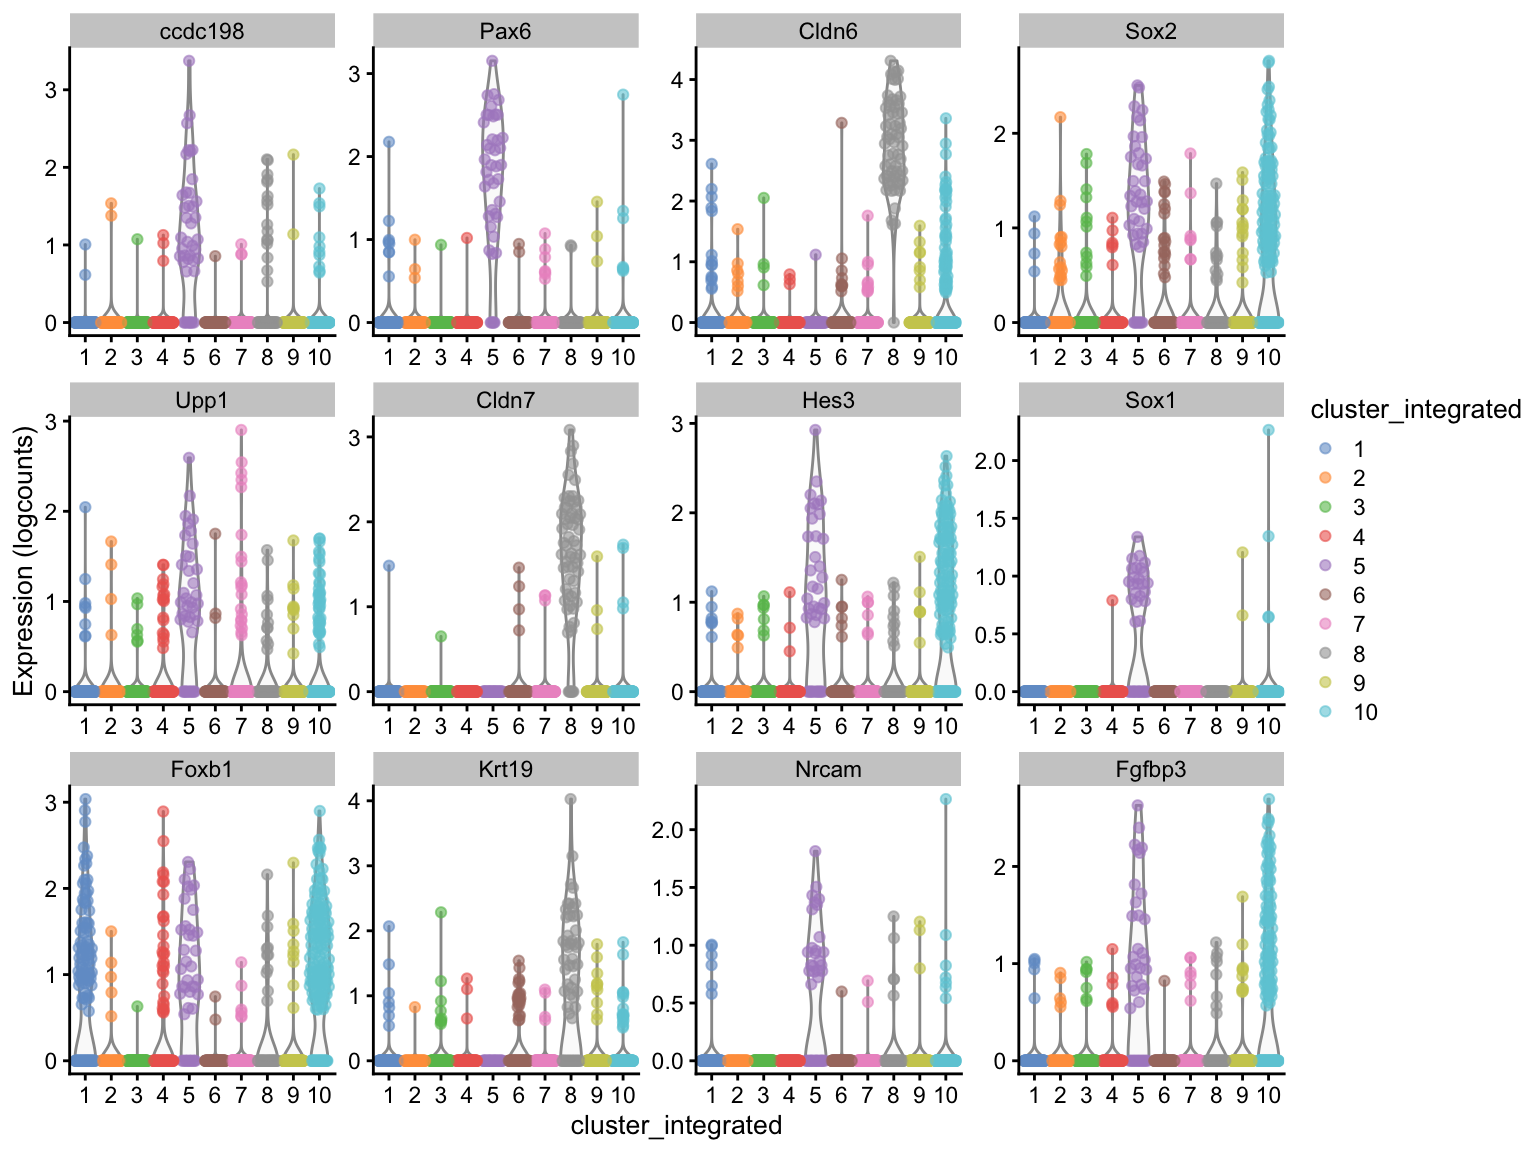 ccdc198 Pax6 Cldn6 Sox2
3 2 1 0
3 2 1 0
4 3 2 1 0
2 1 0
1 2 3 4 5 6 7 8 9 10
1 2 3 4 5 6 7 8 9 10
1 2 3 4 5 6 7 8 9 10
1 2 3 4 5 6 7 8 9 10
Upp1 Cldn7 Hes3 Sox1
3 2 1 0
3 2 1 0
3 2 1 0
2.0 1.5 1.0 0.5 0.0
1 2 3 4 5 6 7 8 9 10
1 2 3 4 5 6 7 8 9 10
1 2 3 4 5 6 7 8 9 10
1 2 3 4 5 6 7 8 9 10
Foxb1 Krt19 Nrcam Fgfbp3
3 2 1 0
4 3 2 1 0
2.0 1.5 1.0 0.5 0.0
2 1 0
1 2 3 4 5 6 7 8 9 10
1 2 3 4 5 6 7 8 9 10
1 2 3 4 5 6 7 8 9 10
1 2 3 4 5 6 7 8 9 10
Expression (logcounts)
cluster_integrated
cluster_integrated
1
2
3
4
5
6
7
8
9
10